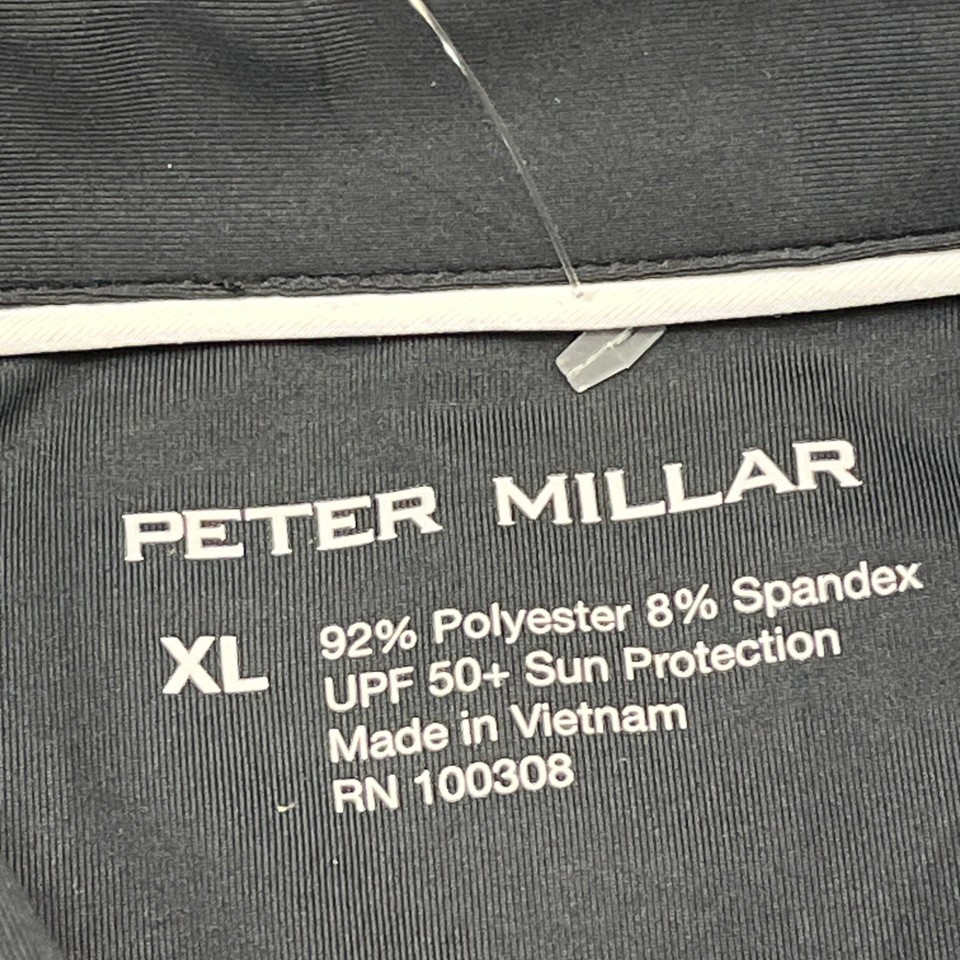 PETER MILLAR
XL
92% Polyester 8% Spandex
UPF 50+ Sun Protection
Made in Vietnam
RN 100308